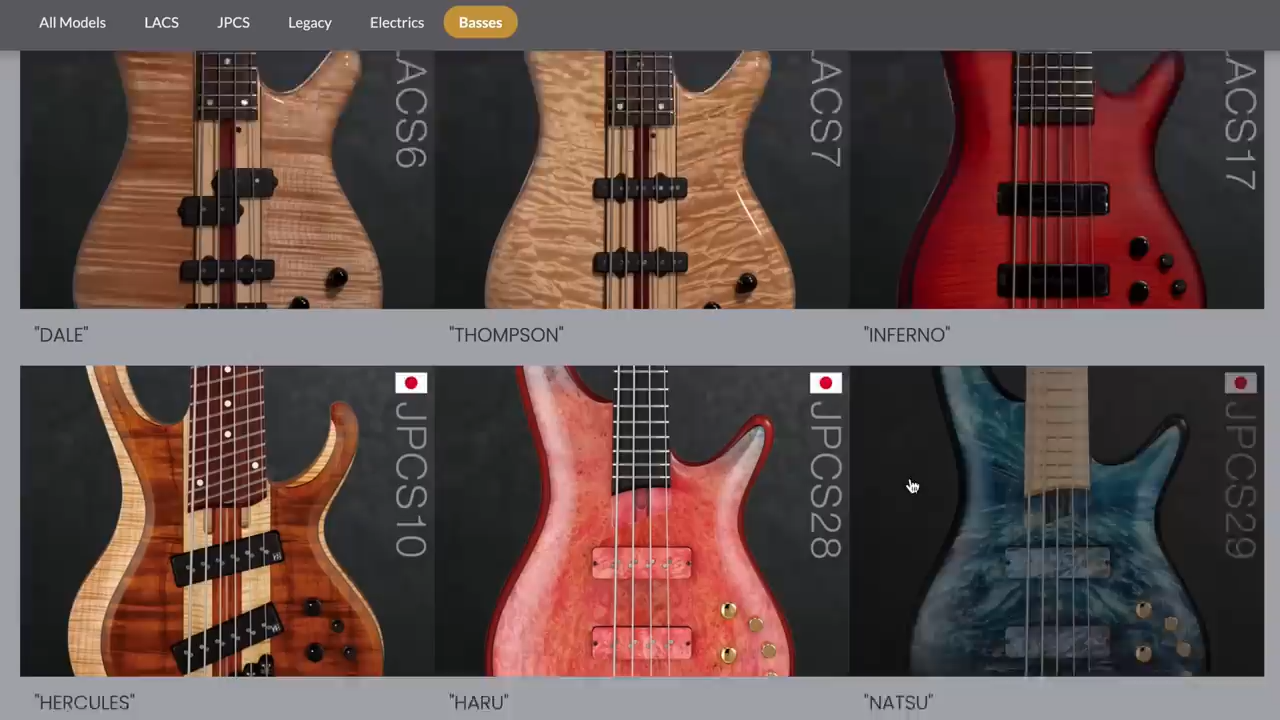 All Models
LACS
JPCS
Legacy
Electrics
Basses
LACS6
LACS7
LACS17
"DALE"
"THOMPSON"
"INFERNO"
JPCS10
JPCS28
JPCS29
"HERCULES"
"HARU"
"NATSU"